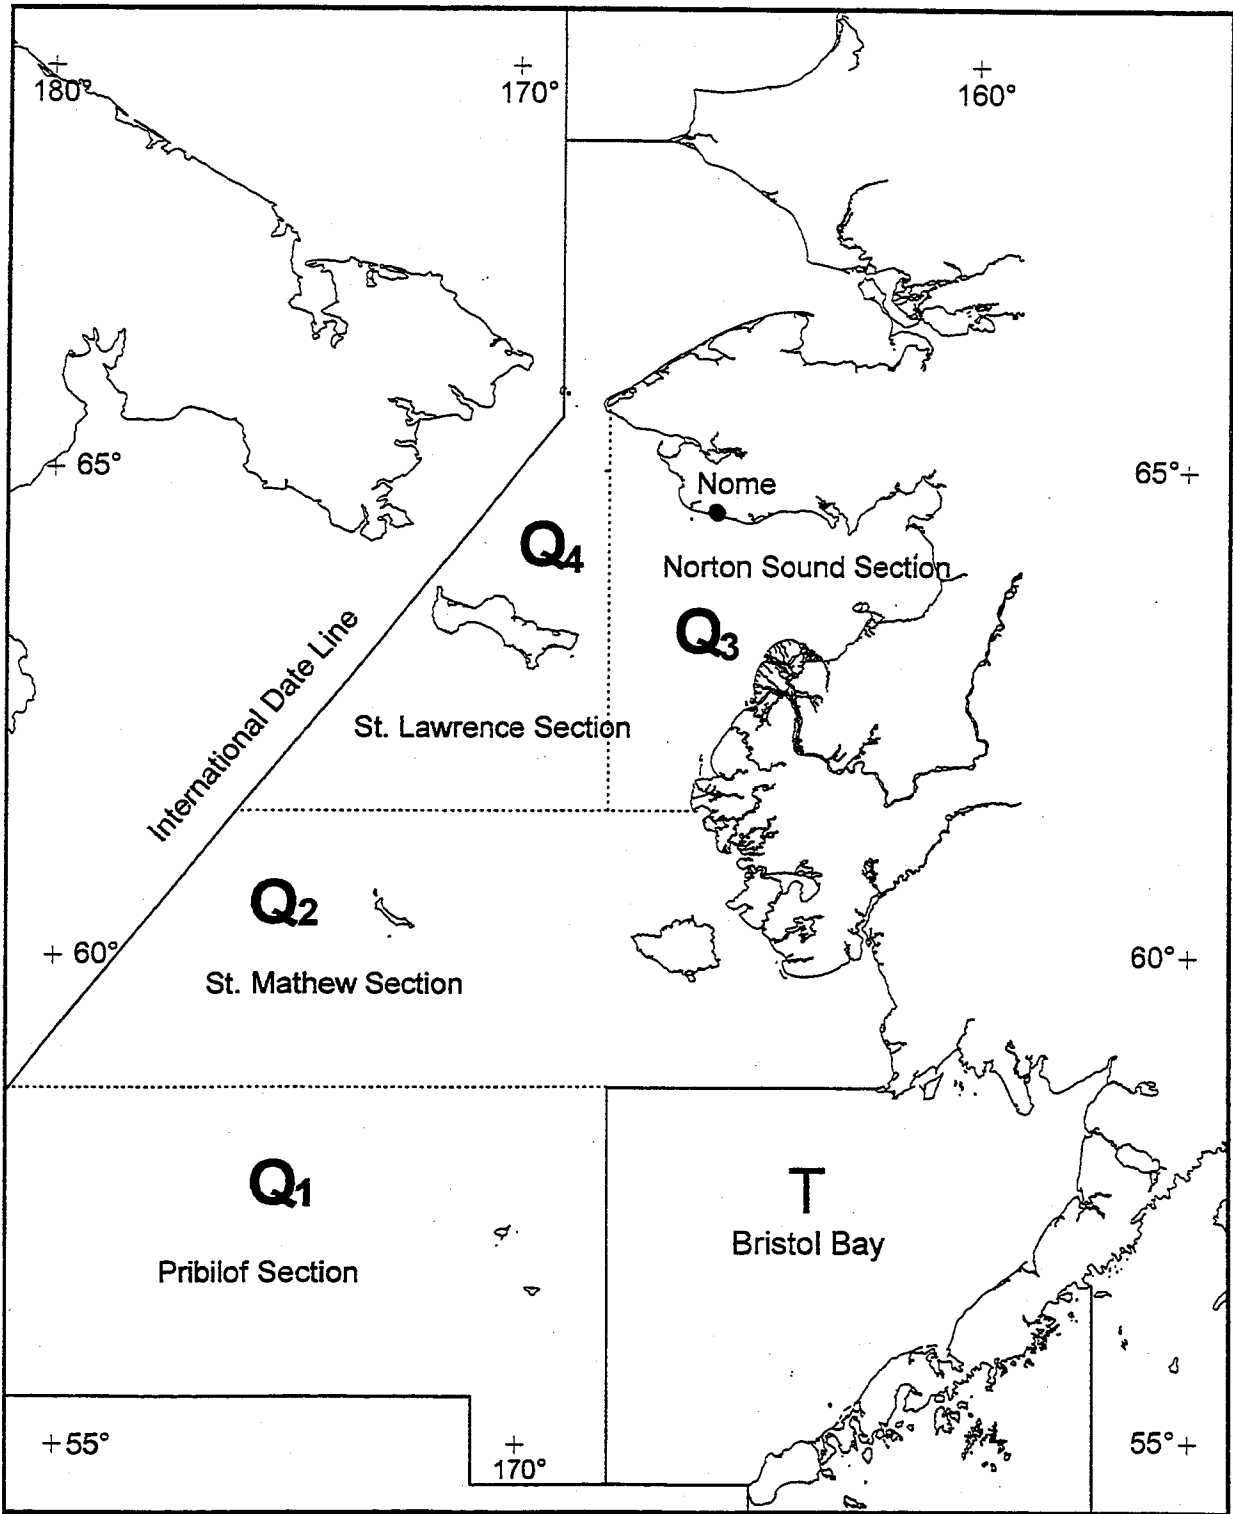 180° 170° 160°
65° 65°
Nome
Q4
Norton Sound Section
Q3
International Date Line
St. Lawrence Section
Q2
60° 60°
St. Mathew Section
Q1
T
Bristol Bay
Pribilof Section
55° 55°
170°